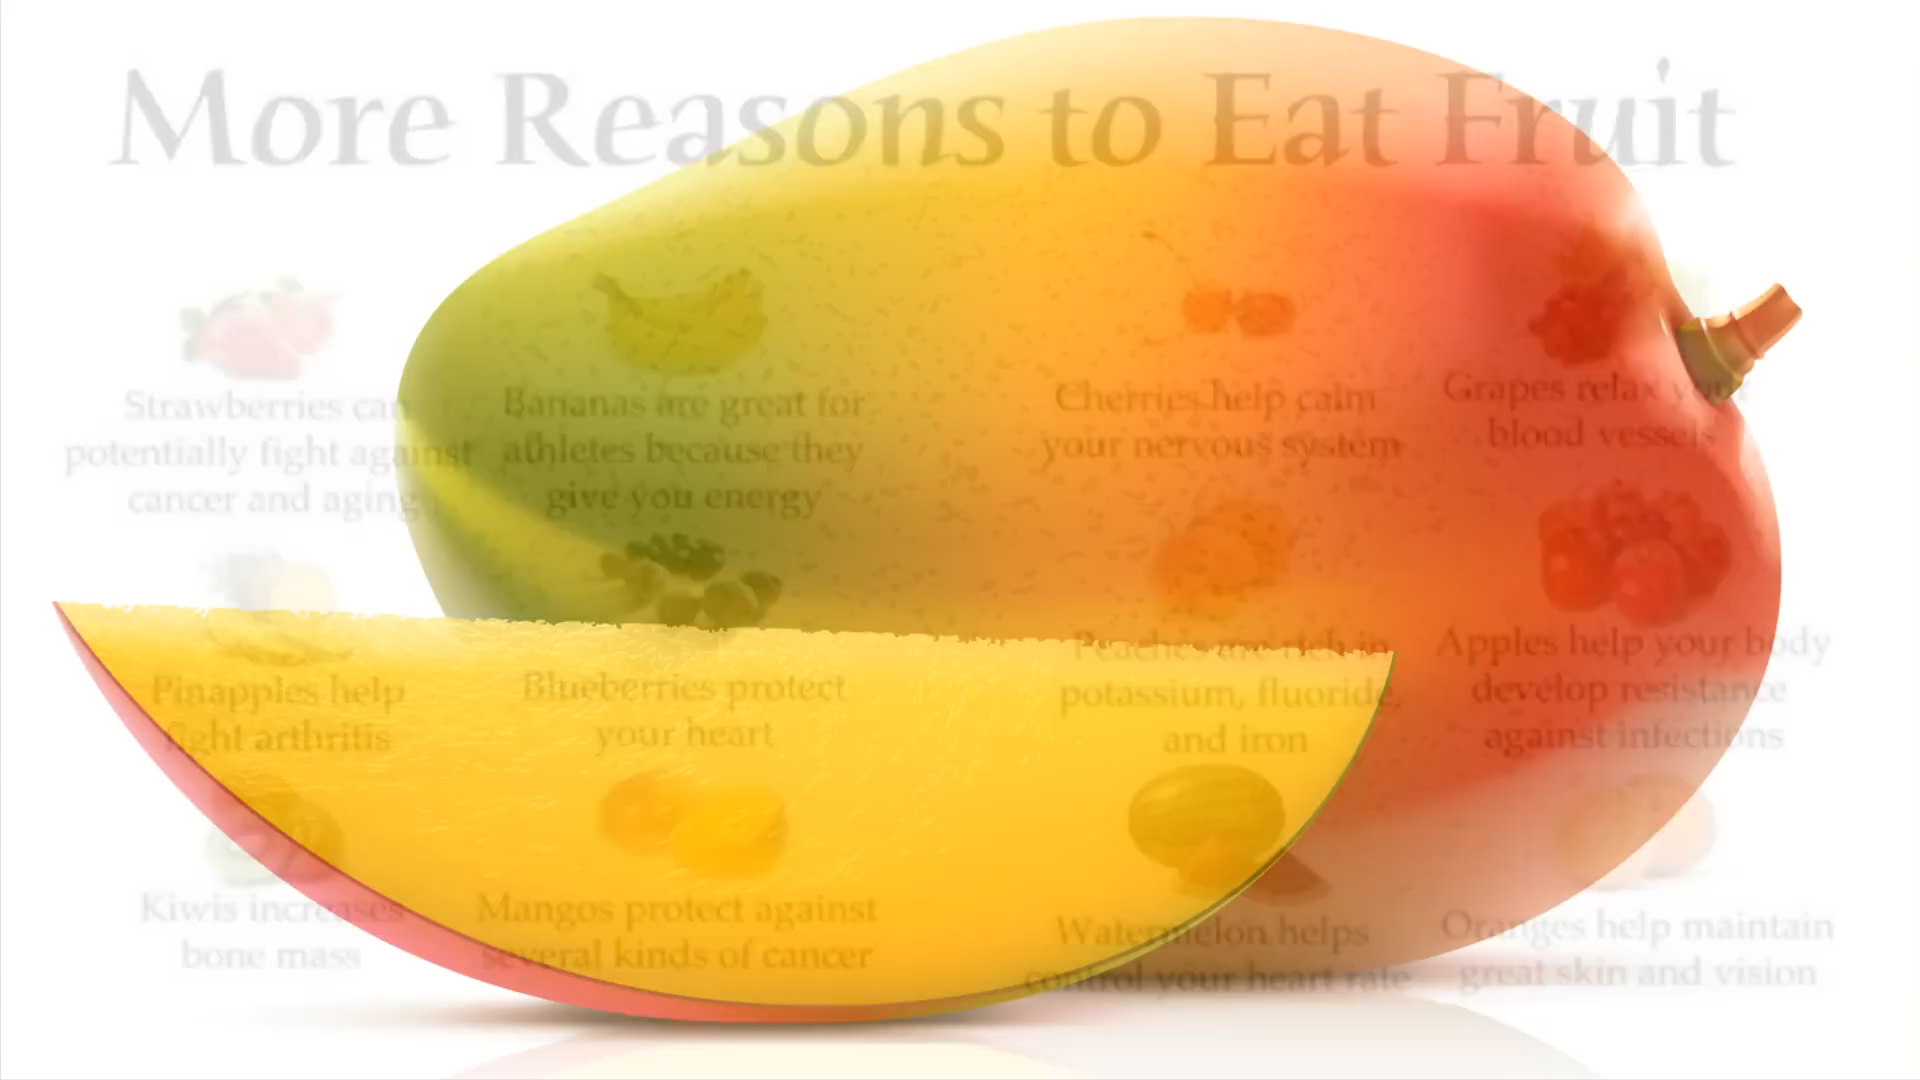 More Reasons to Eat Fruit
Strawberries can
potentially fight against
cancer and aging
Bananas are great for
athletes because they
give you energy
Cherries help calm
your nervous system
Grapes relax your
blood vessels
Pinapples help
fight arthritis
Blueberries protect
your heart
Peaches are rich in
potassium, fluoride,
and iron
Apples help your body
develop resistance
against infections
Kiwis increases
bone mass
Mangos protect against
several kinds of cancer
Watermelon helps
control your heart rate
Oranges help maintain
great skin and vision